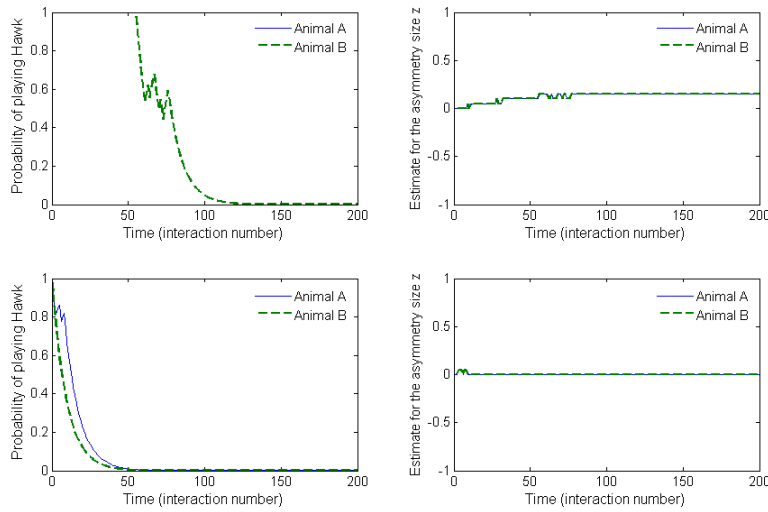 Probability of playing Hawk
1
0.8
0.6
0.4
0.2
0
0
50
100
150
200
Time (interaction number)
Animal A
Animal B
Estimate for the asymmetry size z
1
0.5
0
-0.5
-1
0
50
100
150
200
Time (interaction number)
Animal A
Animal B
Probability of playing Hawk
1
0.8
0.6
0.4
0.2
0
0
50
100
150
200
Time (interaction number)
Animal A
Animal B
Estimate for the asymmetry size z
1
0.5
0
-0.5
-1
0
50
100
150
200
Time (interaction number)
Animal A
Animal B